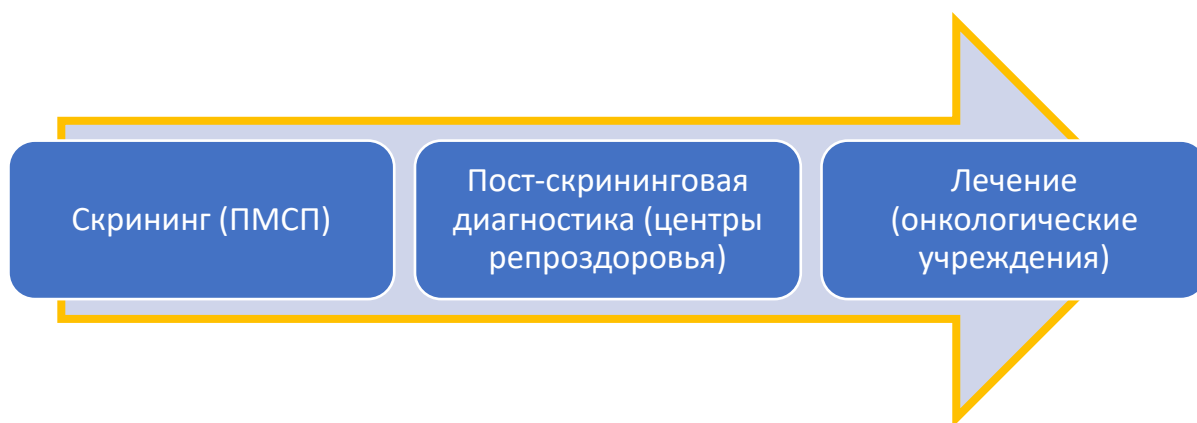 Скрининг (ПМСП)
Пост-скрининговая
диагностика (центры
репроздоровья)
Лечение
(онкологические
учреждения)